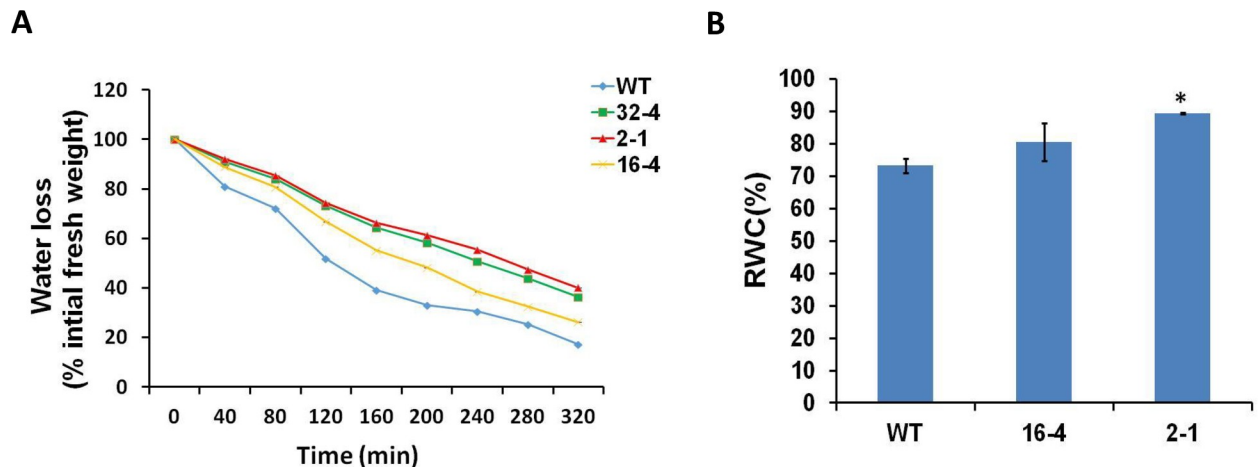 A
Water loss
(% intial fresh weight)
120
100
80
60
40
20
0
0 40 80 120 160 200 240 280 320
Time (min)
WT
32-4
2-1
16-4
B
RWC(%)
100
90
80
70
60
50
40
30
20
10
0
*
WT 16-4 2-1